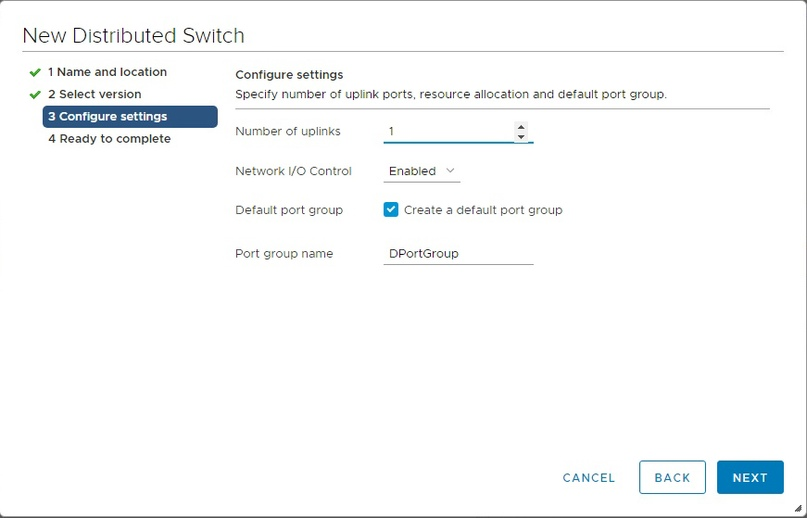 New Distributed Switch
1 Name and location
2 Select version
3 Configure settings
4 Ready to complete
Configure settings
Specify number of uplink ports, resource allocation and default port group.
Number of uplinks 1
Network I/O Control Enabled
Default port group Create a default port group
Port group name DPortGroup
CANCEL BACK NEXT